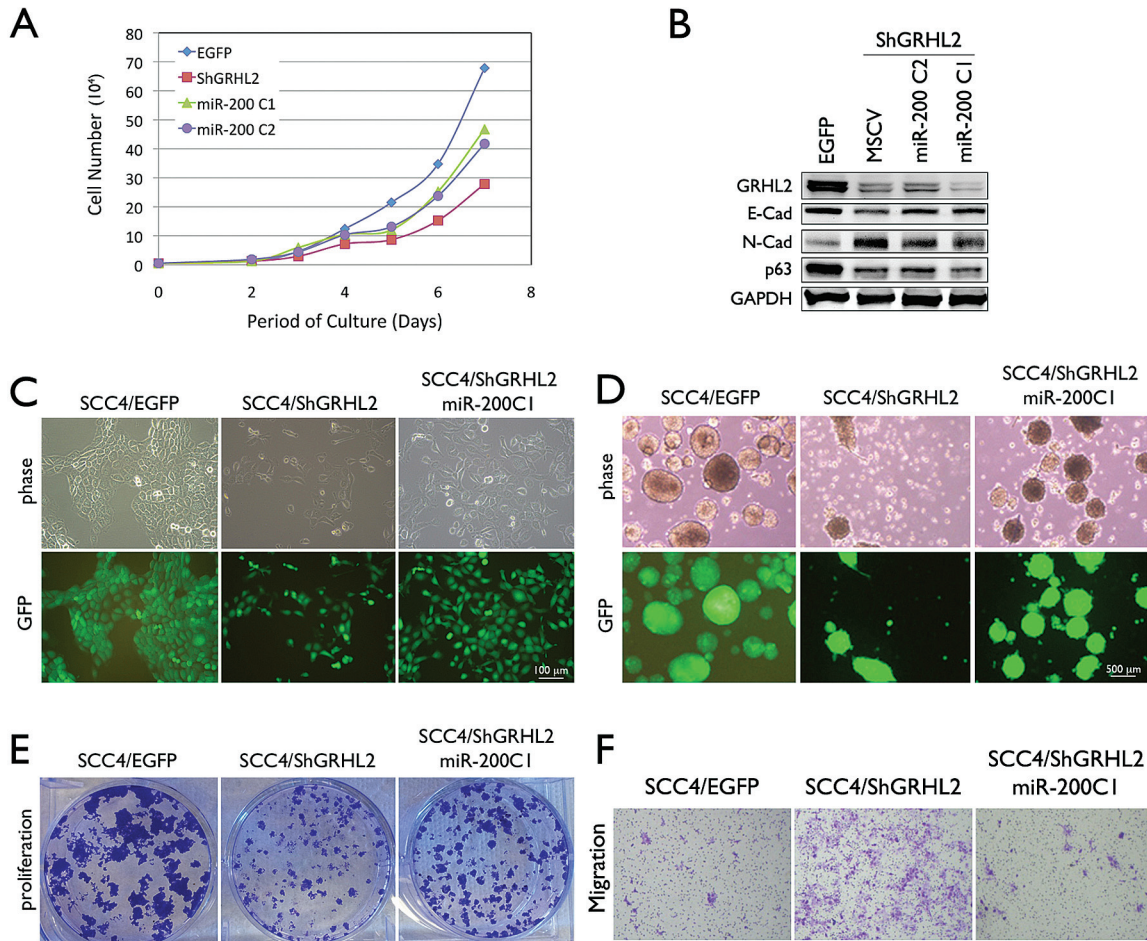 A
80
70
60
50
40
30
20
10
0
Cell Number (10⁴)
EGFP
ShGRHL2
miR-200 C1
miR-200 C2
0 2 4 6 8
Period of Culture (Days)
B
ShGRHL2
EGFP
MSCV
miR-200 C2
miR-200 C1
GRHL2
E-Cad
N-Cad
p63
GAPDH
C
SCC4/EGFP
SCC4/ShGRHL2
SCC4/ShGRHL2
miR-200C1
phase
GFP
100 µm
D
SCC4/EGFP
SCC4/ShGRHL2
SCC4/ShGRHL2
miR-200C1
phase
GFP
500 µm
E
SCC4/EGFP
SCC4/ShGRHL2
SCC4/ShGRHL2
miR-200C1
proliferation
F
SCC4/EGFP
SCC4/ShGRHL2
SCC4/ShGRHL2
miR-200C1
Migration